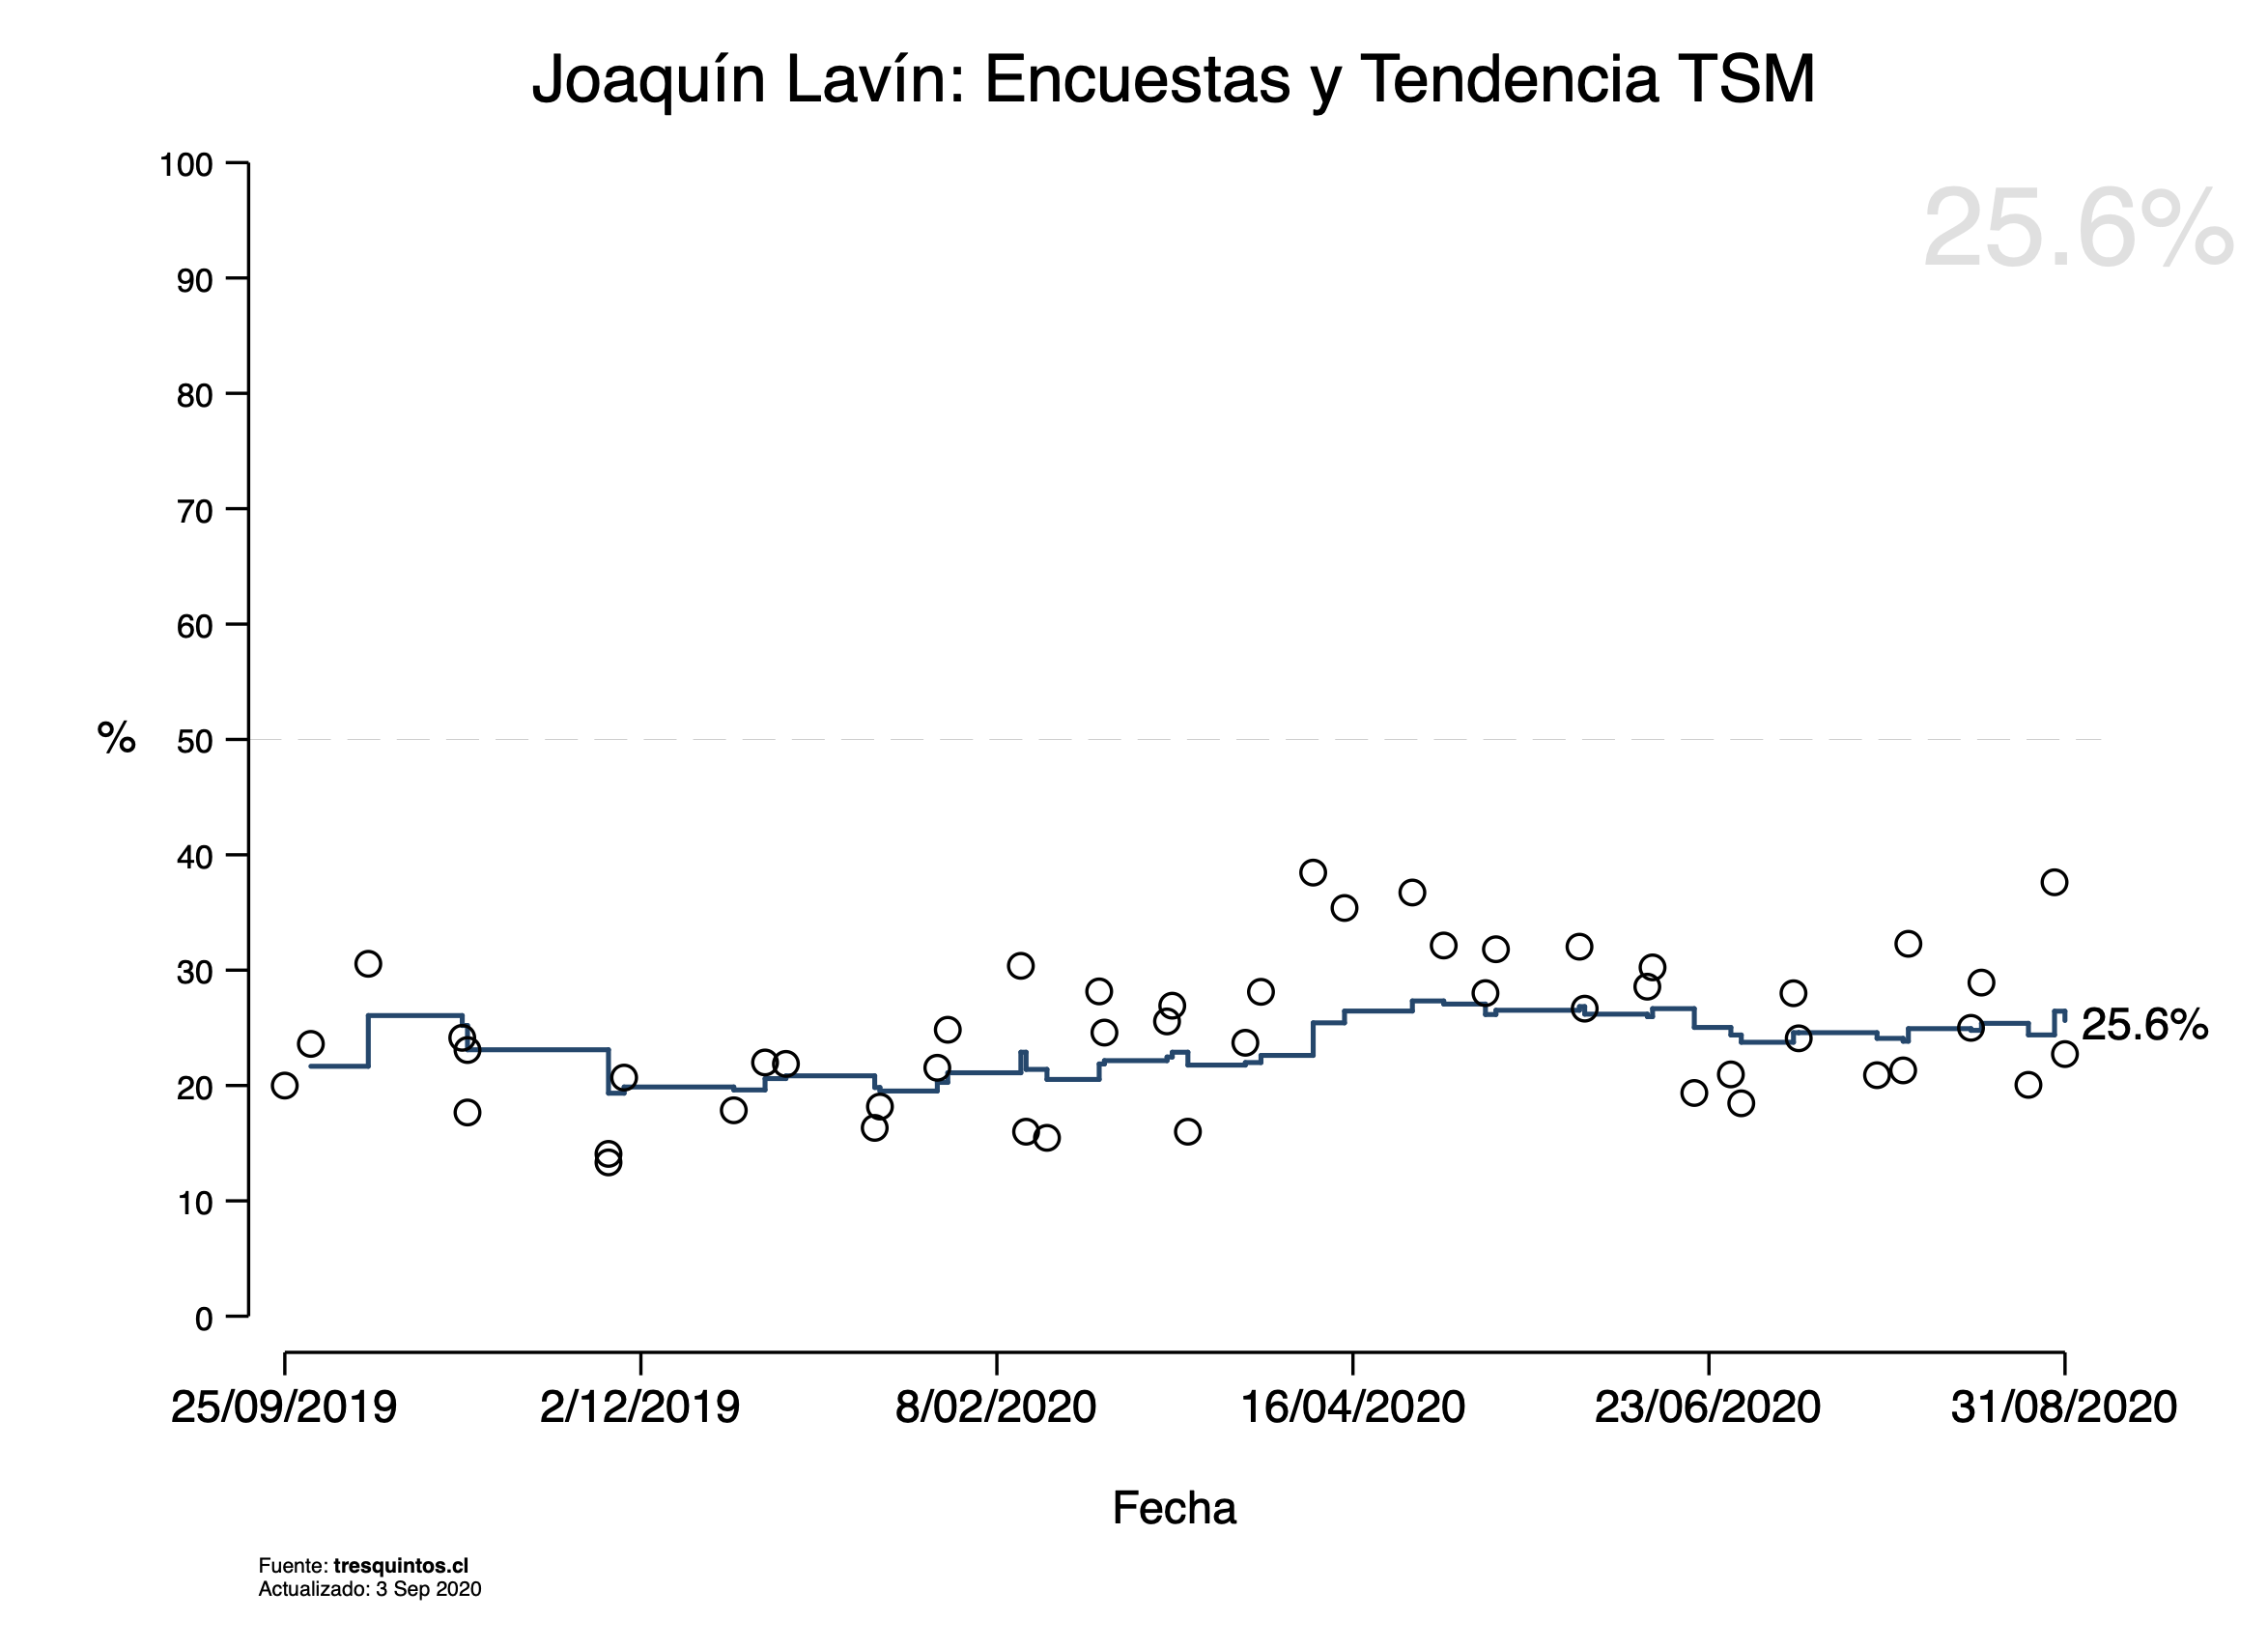 Joaquín Lavín: Encuestas y Tendencia TSM
25.6%
100
90
80
70
60
50
40
30
20
10
0
%
25.6%
25/09/2019 2/12/2019 8/02/2020 16/04/2020 23/06/2020 31/08/2020
Fecha
Fuente: tresquintos.cl
Actualizado: 3 Sep 2020